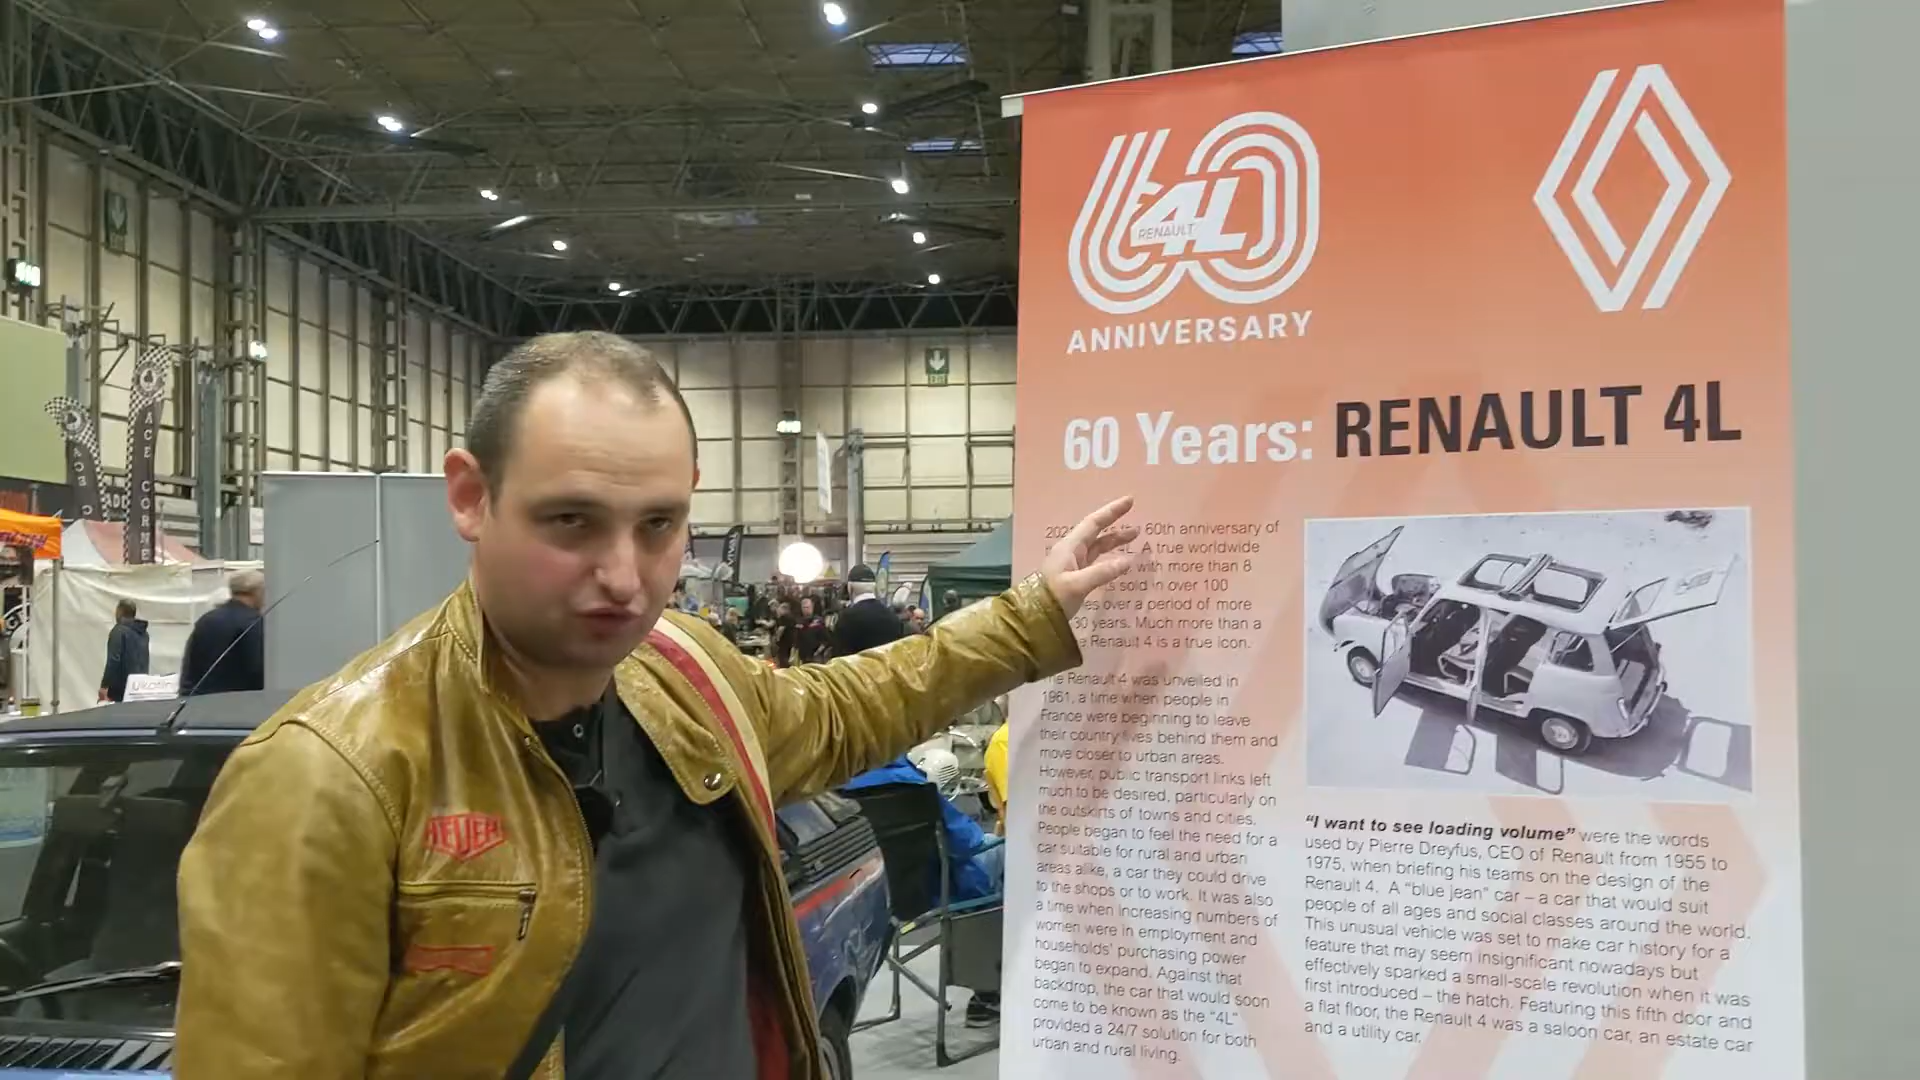 60
RENAULT
4L
ANNIVERSARY
60 Years: RENAULT 4L
60th anniversary of
4L. A true worldwide
with more than 8
sold in over 100
over a period of more
30 years. Much more than a
Renault 4 is a true icon.
Renault 4 was unveiled in
1961, a time when people in
France were beginning to leave
their country lives behind them and
move closer to urban areas.
However, public transport links left
much to be desired, particularly on
the outskirts of towns and cities.
People began to feel the need for a
car suitable for rural and urban
areas alike, a car they could drive
to the shops or to work. It was also
a time when increasing numbers of
women were in employment and
households' purchasing power
began to expand. Against that
backdrop, the car that would soon
come to be known as the "4L"
provided a 24/7 solution for both
urban and rural living.
"I want to see loading volume" were the words
used by Pierre Dreyfus, CEO of Renault from 1955 to
1975, when briefing his teams on the design of the
Renault 4. A "blue jean" car – a car that would suit
people of all ages and social classes around the world.
This unusual vehicle was set to make car history for a
feature that may seem insignificant nowadays but
effectively sparked a small-scale revolution when it was
first introduced – the hatch. Featuring this fifth door and
a flat floor, the Renault 4 was a saloon car, an estate car
and a utility car.
HEUER
ACE CORNE
ACE C
EXIT